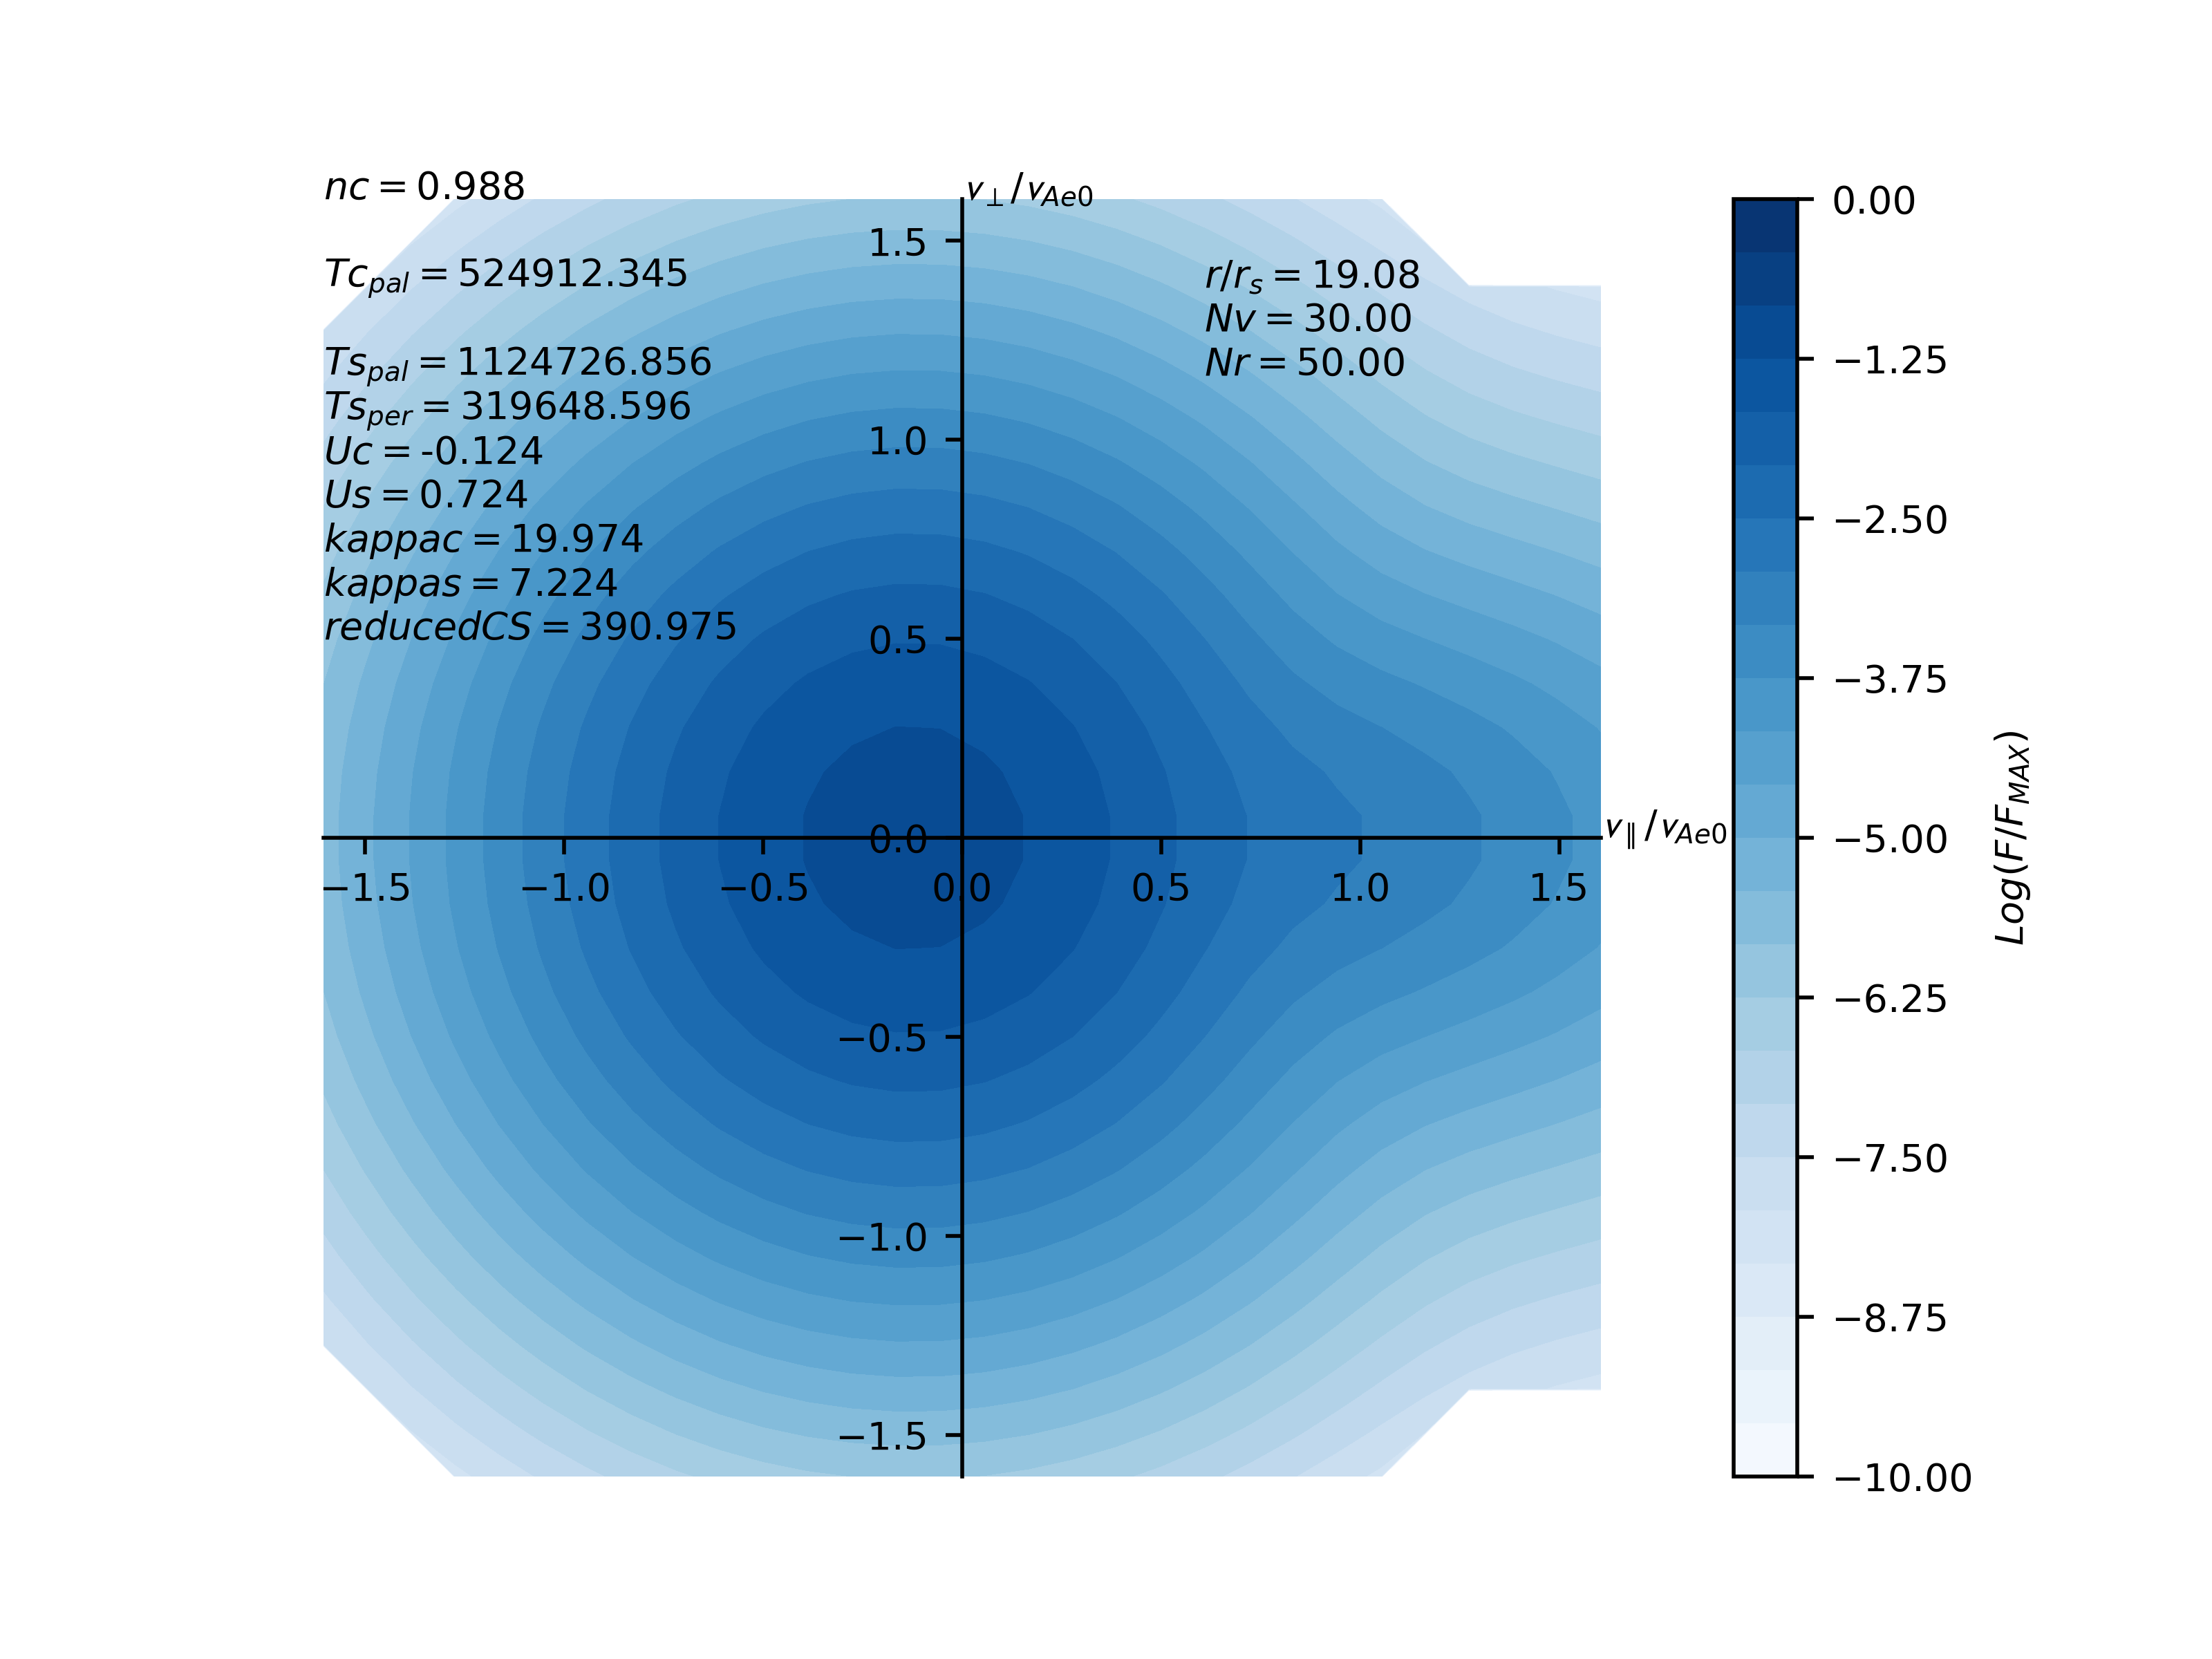 nc = 0.988
v⊥/vAe0
Tcpal = 524912.345
Tspal = 1124726.856
Tsper = 319648.596
Uc = -0.124
Us = 0.724
kappac = 19.974
kappas = 7.224
reducedCS = 390.975
r/rs = 19.08
Nv = 30.00
Nr = 50.00
1.5
1.0
0.5
0.0
−0.5
−1.0
−1.5
−1.5 −1.0 −0.5 0.0 0.5 1.0 1.5
v∥/vAe0
0.00
−1.25
−2.50
−3.75
−5.00
−6.25
−7.50
−8.75
−10.00
Log(F/FMAX)